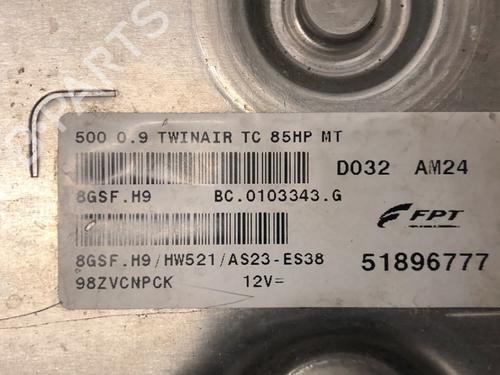 500 0.9 TWINAIR TC 85HP MT
D032 AM24
8GSF.H9 BC.0103343.G
FPT
8GSF.H9/HW521/AS23-ES38
51896777
98ZVCNPCK 12V=